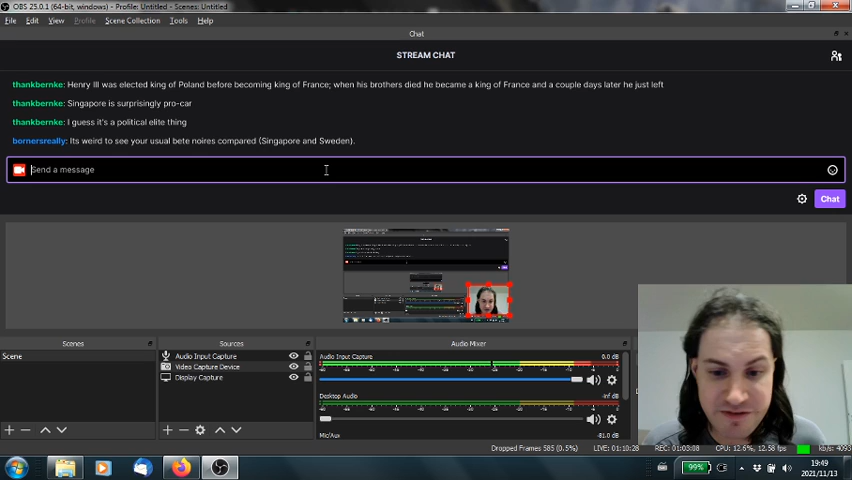 OBS 25.0.1 (64-bit, windows) - Profile: Untitled - Scenes: Untitled
File Edit View Profile Scene Collection Tools Help
Chat
STREAM CHAT
thankbernke: Henry III was elected king of Poland before becoming king of France; when his brothers died he became a king of France and a couple days later he just left
thankbernke: Singapore is surprisingly pro-car
thankbernke: I guess it's a political elite thing
bornersreally: Its weird to see your usual bete noires compared (Singapore and Sweden).
Send a message
Chat
Scenes Sources Audio Mixer
Scene
Audio Input Capture
Video Capture Device
Display Capture
Audio Input Capture 0.0 dB
Desktop Audio -inf dB
Mic/Aux -81.0 dB
Dropped Frames 585 (0.5%) LIVE: 01:10:28 REC: 01:03:08 CPU: 12.6%, 12.58 fps kb/s: 4093
99%
19:49
2021/11/13